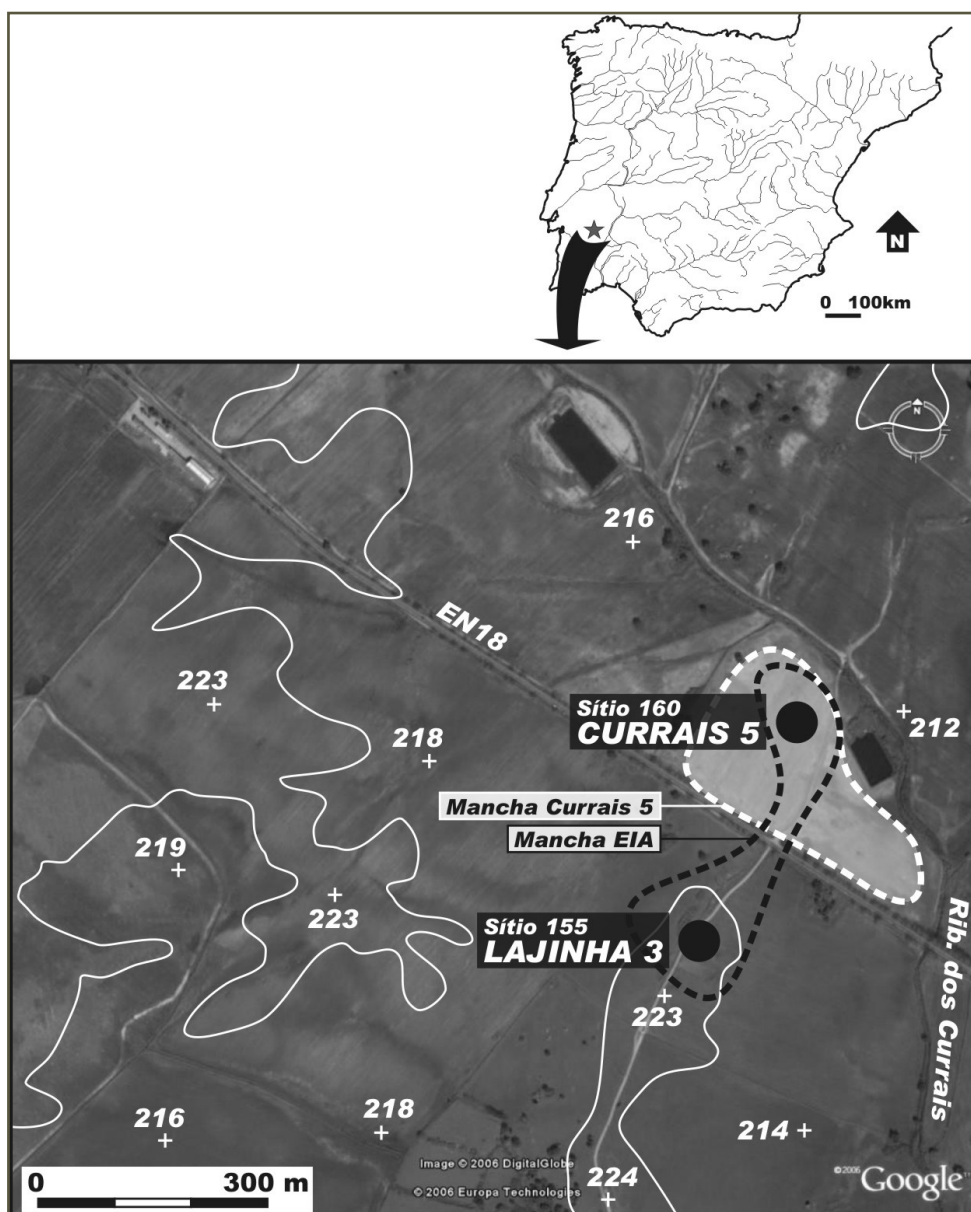 N
0 100km
N
216
EN18
223
218
212
Sítio 160
CURRAIS 5
Mancha Currais 5
Mancha EIA
219
223
Sítio 155
LAJINHA 3
223
Rib. dos Currais
216
218
214
224
0 300 m
Image © 2006 DigitalGlobe
© 2006 Europa Technologies
©2006 Google™